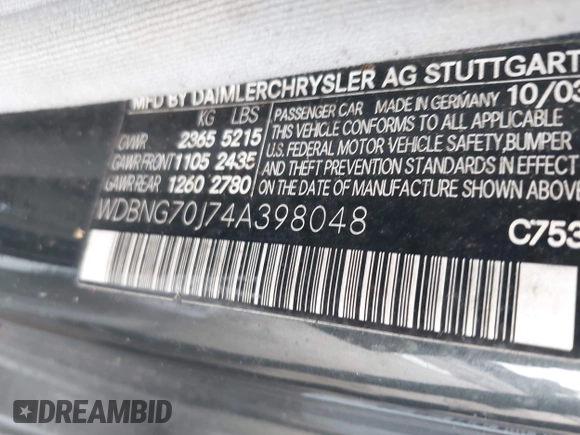 MFD BY DAIMLERCHRYSLER AG STUTTGART
KG LBS
GVWR 2365 5215
GAWR FRONT 1105 2435
GAWR REAR 1260 2780
PASSENGER CAR MADE IN GERMANY 10/03
THIS VEHICLE CONFORMS TO ALL APPLICABLE
U.S. FEDERAL MOTOR VEHICLE SAFETY, BUMPER
AND THEFT PREVENTION STANDARDS IN EFFECT
ON THE DATE OF MANUFACTURE SHOWN ABOVE
WDBNG70J74A398048
C753
DREAMBID